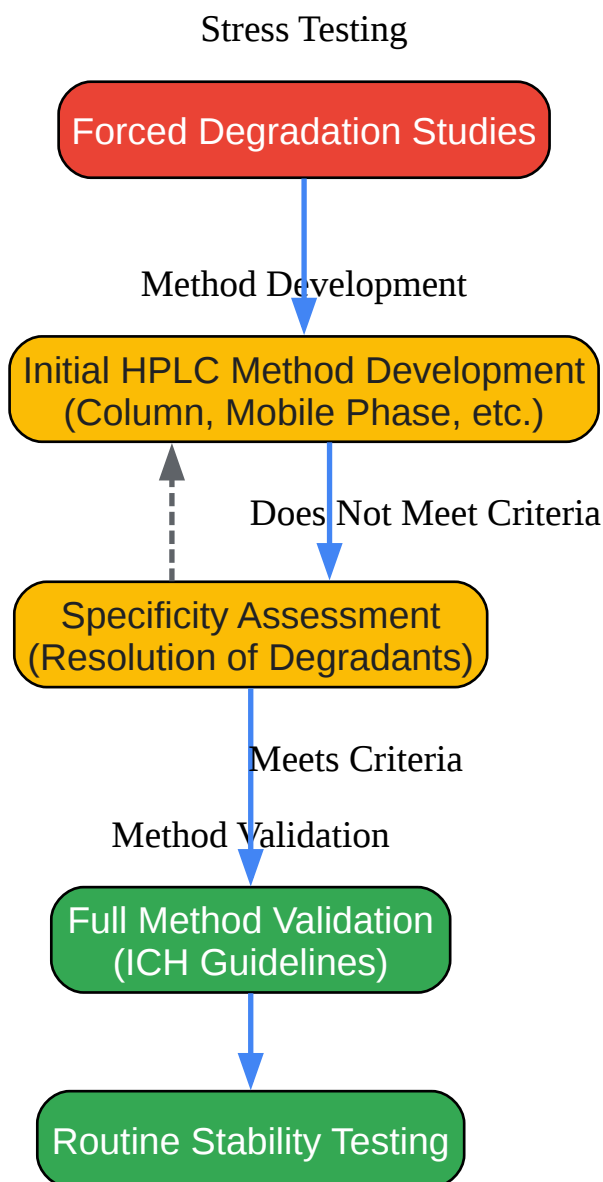 Stress Testing
Forced Degradation Studies
Method Development
Initial HPLC Method Development
(Column, Mobile Phase, etc.)
Does Not Meet Criteria
Specificity Assessment
(Resolution of Degradants)
Meets Criteria
Method Validation
Full Method Validation
(ICH Guidelines)
Routine Stability Testing